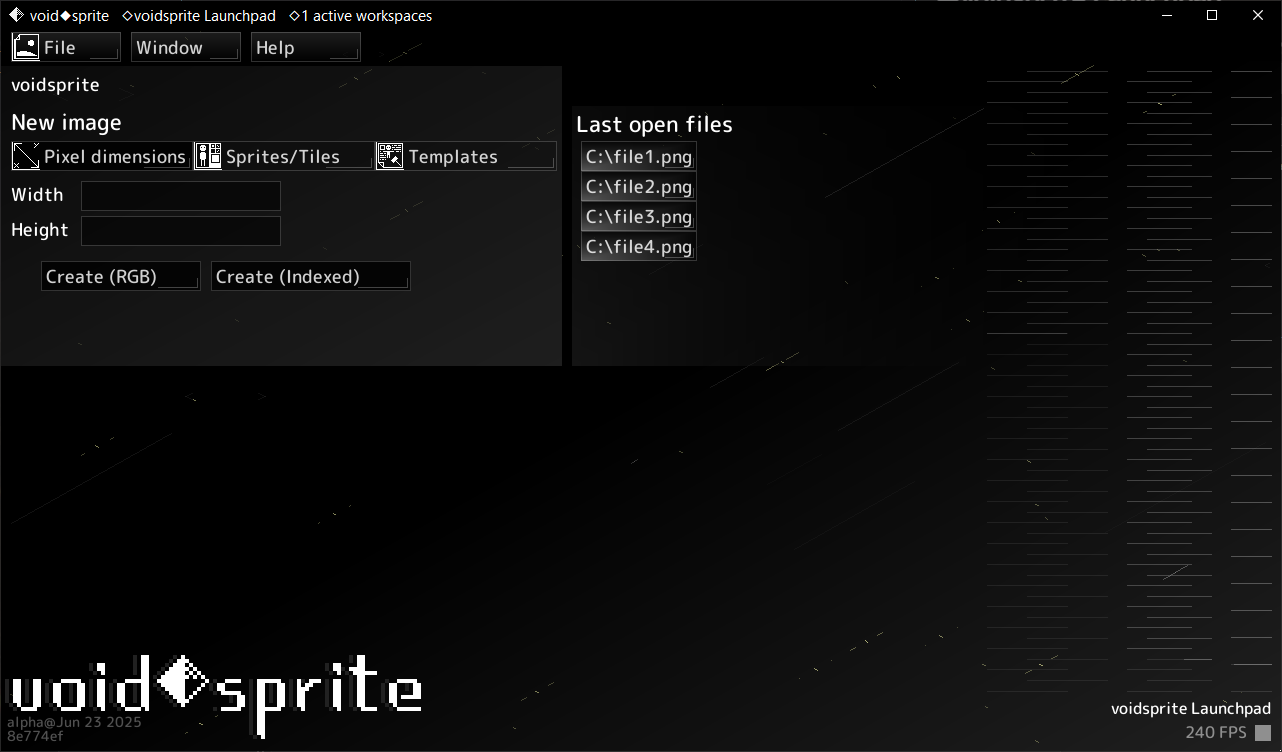 void◆sprite ◇voidsprite Launchpad ◇1 active workspaces
File Window Help
voidsprite
New image
Pixel dimensions Sprites/Tiles Templates
Width
Height
Create (RGB) Create (Indexed)
Last open files
C:\file1.png
C:\file2.png
C:\file3.png
C:\file4.png
void◆sprite
alpha@Jun 23 2025
8e774ef
voidsprite Launchpad
240 FPS